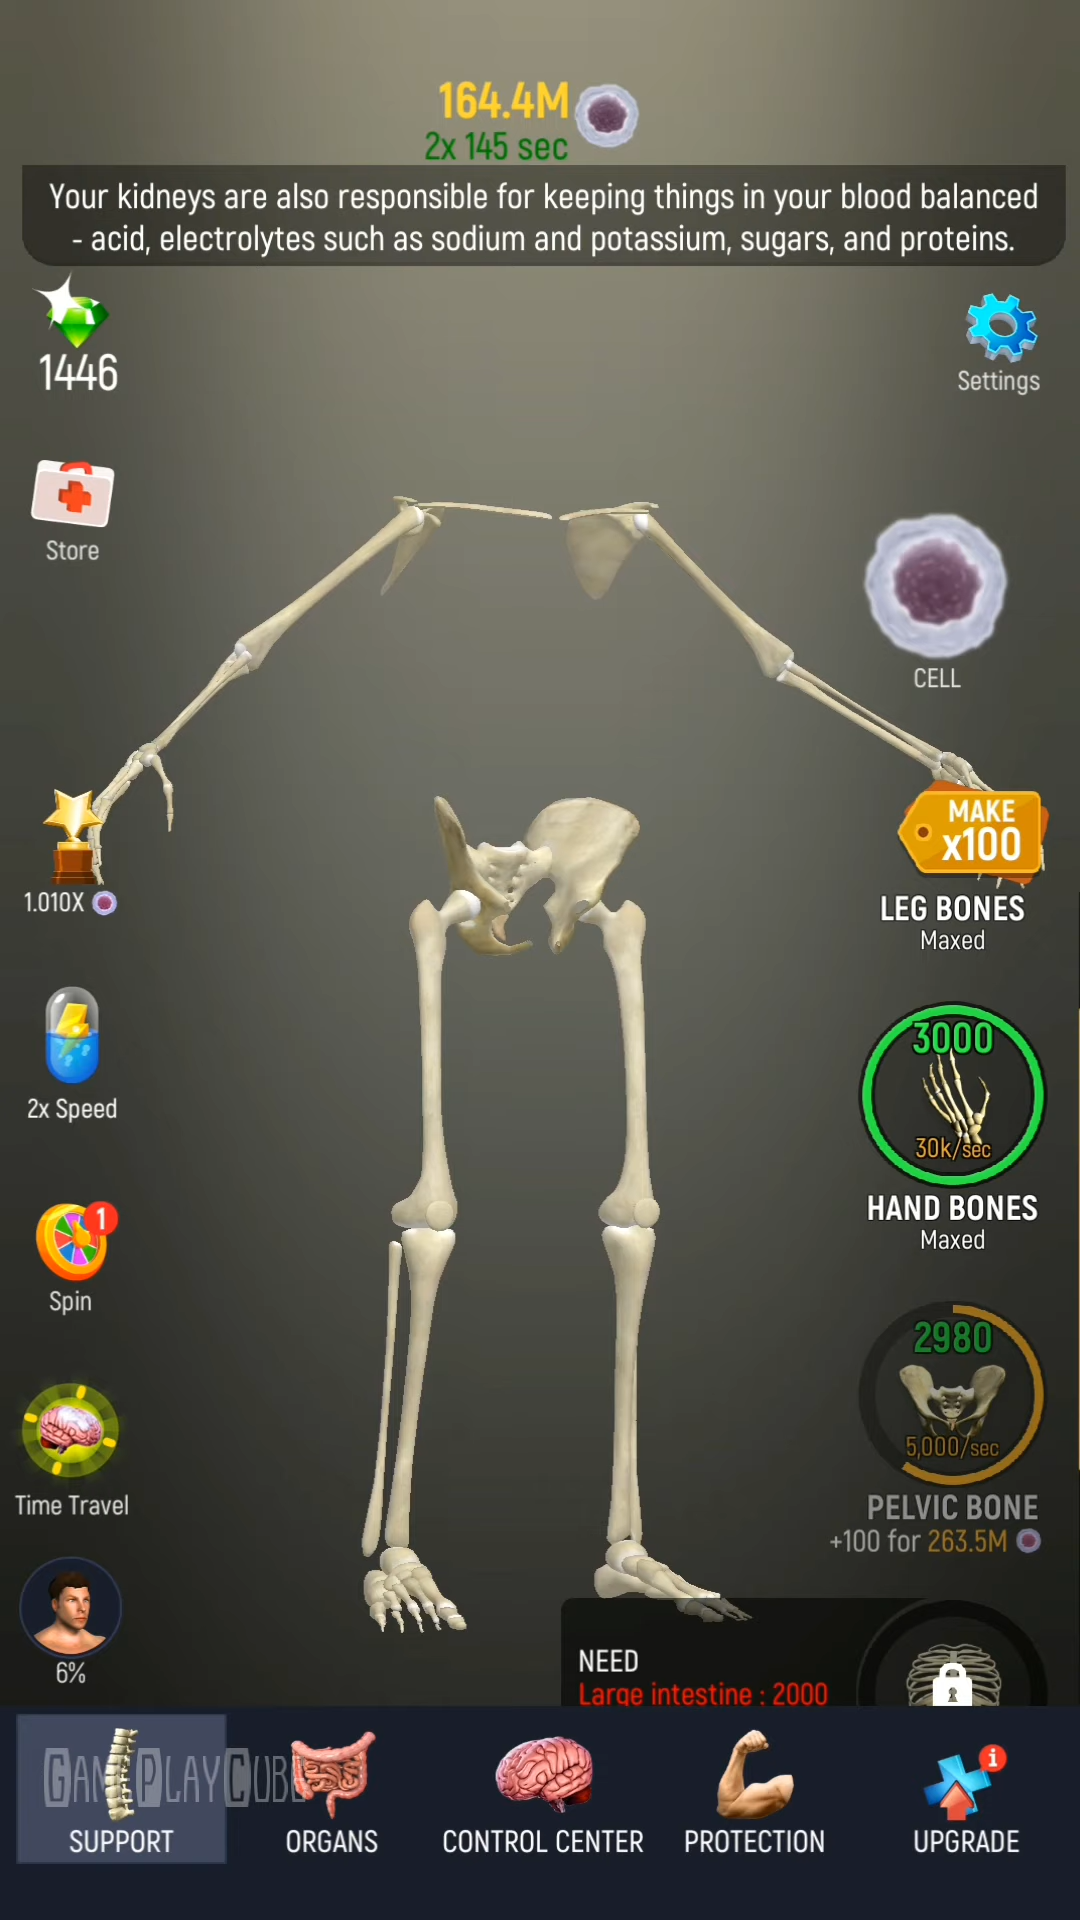 164.4M
2x 145 sec
Your kidneys are also responsible for keeping things in your blood balanced
- acid, electrolytes such as sodium and potassium, sugars, and proteins.
1446
Settings
Store
CELL
MAKE
x100
1.010X
LEG BONES
Maxed
2x Speed
3000
30k/sec
HAND BONES
Maxed
1
Spin
2980
5,000/sec
Time Travel
PELVIC BONE
+100 for 263.5M
6%
NEED
Large intestine : 2000
GAMEPLAYCUBE
i
SUPPORT
ORGANS
CONTROL CENTER
PROTECTION
UPGRADE